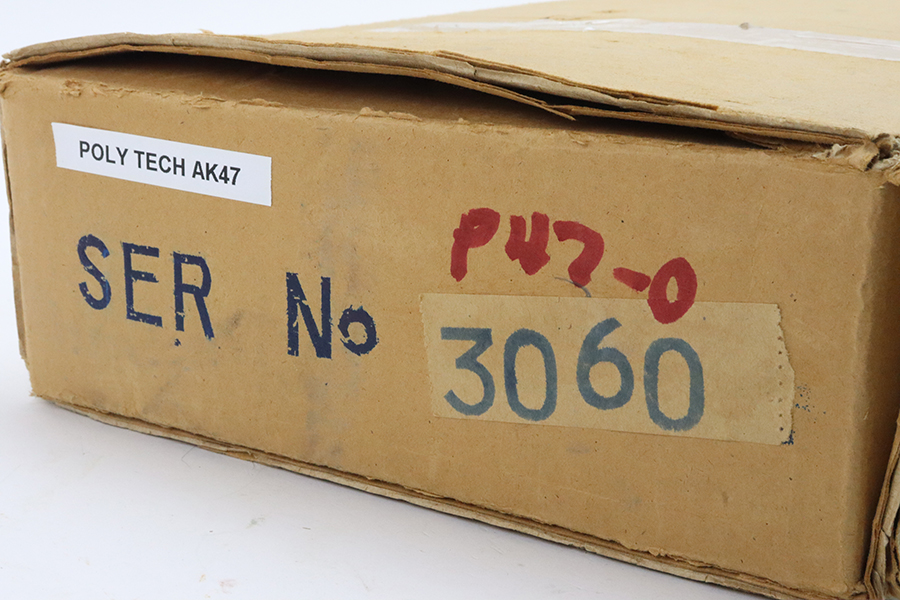 POLY TECH AK47
P47-0
SER No
3060